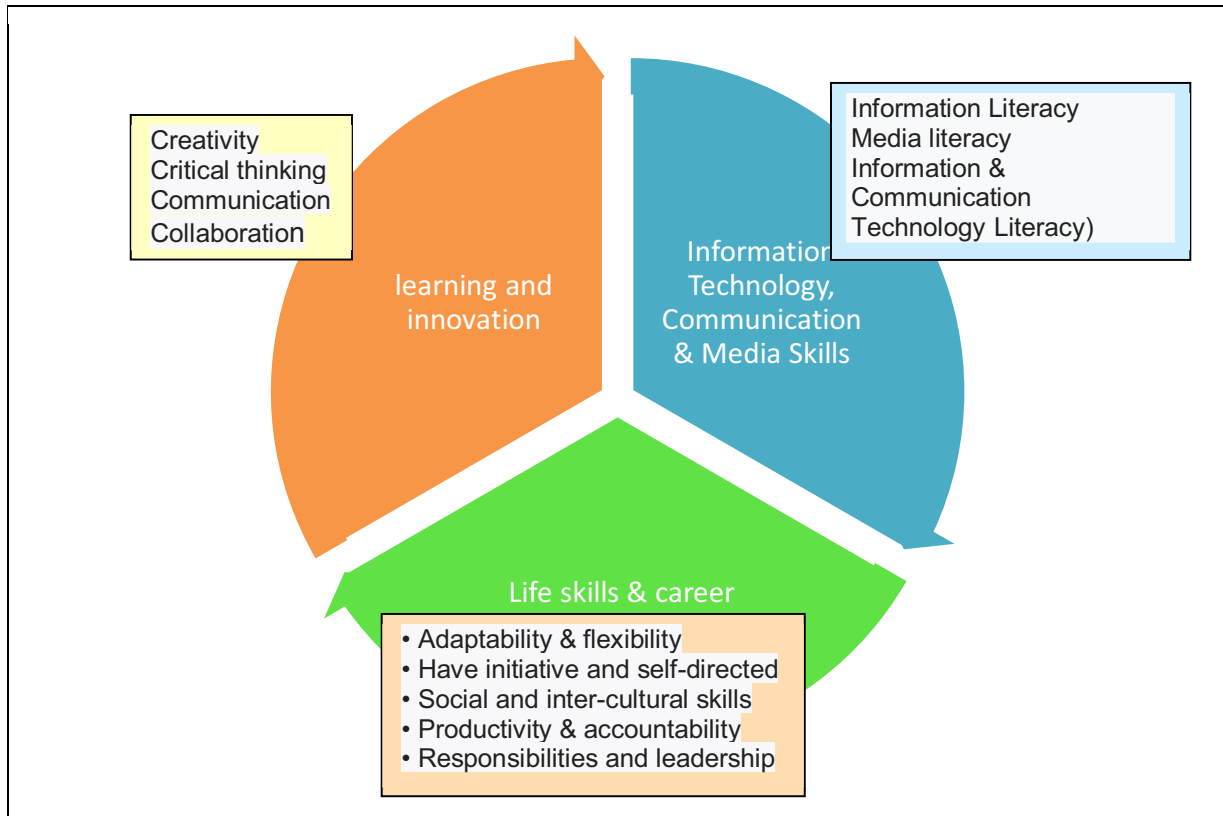 Creativity
Critical thinking
Communication
Collaboration
learning and
innovation
Information Literacy
Media literacy
Information &
Communication
Technology Literacy)
Information
Technology,
Communication
& Media Skills
Life skills & career
• Adaptability & flexibility
• Have initiative and self-directed
• Social and inter-cultural skills
• Productivity & accountability
• Responsibilities and leadership